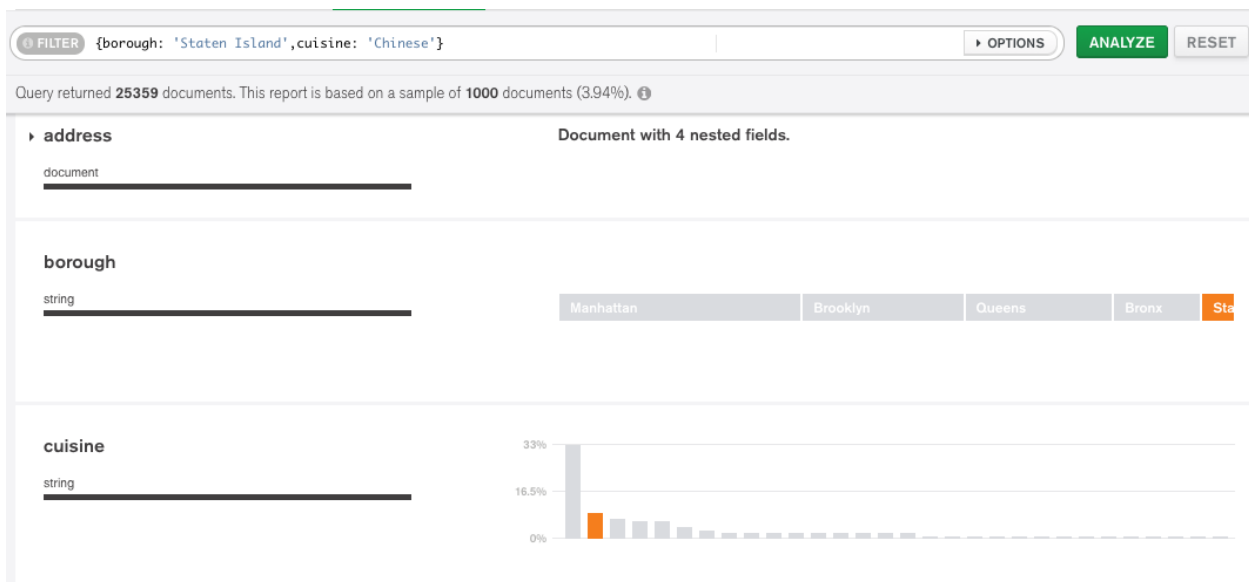 FILTER {borough: 'Staten Island',cuisine: 'Chinese'} OPTIONS ANALYZE RESET
Query returned 25359 documents. This report is based on a sample of 1000 documents (3.94%).
address Document with 4 nested fields.
document
borough
string
Manhattan Brooklyn Queens Bronx Sta
cuisine
33%
string
16.5%
0%